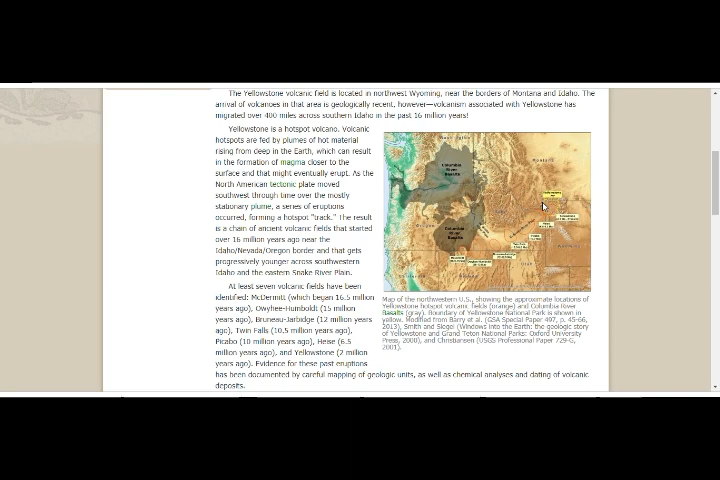 The Yellowstone volcanic field is located in northwest Wyoming, near the borders of Montana and Idaho. The
arrival of volcanoes in that area is geologically recent, however—volcanism associated with Yellowstone has
migrated over 400 miles across southern Idaho in the past 16 million years!
Yellowstone is a hotspot volcano. Volcanic
hotspots are fed by plumes of hot material
rising from deep in the Earth, which can result
in the formation of magma closer to the
surface and that might eventually erupt. As the
North American tectonic plate moved
southwest through time over the mostly
stationary plume, a series of eruptions
occurred, forming a hotspot "track." The result
is a chain of ancient volcanic fields that started
over 16 million years ago near the
Idaho/Nevada/Oregon border and that gets
progressively younger across southwestern
Idaho and the eastern Snake River Plain.
At least seven volcanic fields have been
identified: McDermitt (which began 16.5 million
years ago), Owyhee-Humboldt (15 million
years ago), Bruneau-Jarbidge (12 million years
ago), Twin Falls (10.5 million years ago),
Picabo (10 million years ago), Heise (6.5
million years ago), and Yellowstone (2 million
years ago). Evidence for these past eruptions
has been documented by careful mapping of geologic units, as well as chemical analyses and dating of volcanic
deposits.
Columbia
River
Basalts
Columbia
River
Basalts
Map of the northwestern U.S., showing the approximate locations of
Yellowstone hotspot volcanic fields (orange) and Columbia River
Basalts (gray). Boundary of Yellowstone National Park is shown in
yellow. Modified from Barry et al. (GSA Special Paper 497, p. 45-66,
2013), Smith and Siegel (Windows into the Earth: the geologic story
of Yellowstone and Grand Teton National Parks: Oxford University
Press, 2000), and Christiansen (USGS Professional Paper 729-G,
2001).